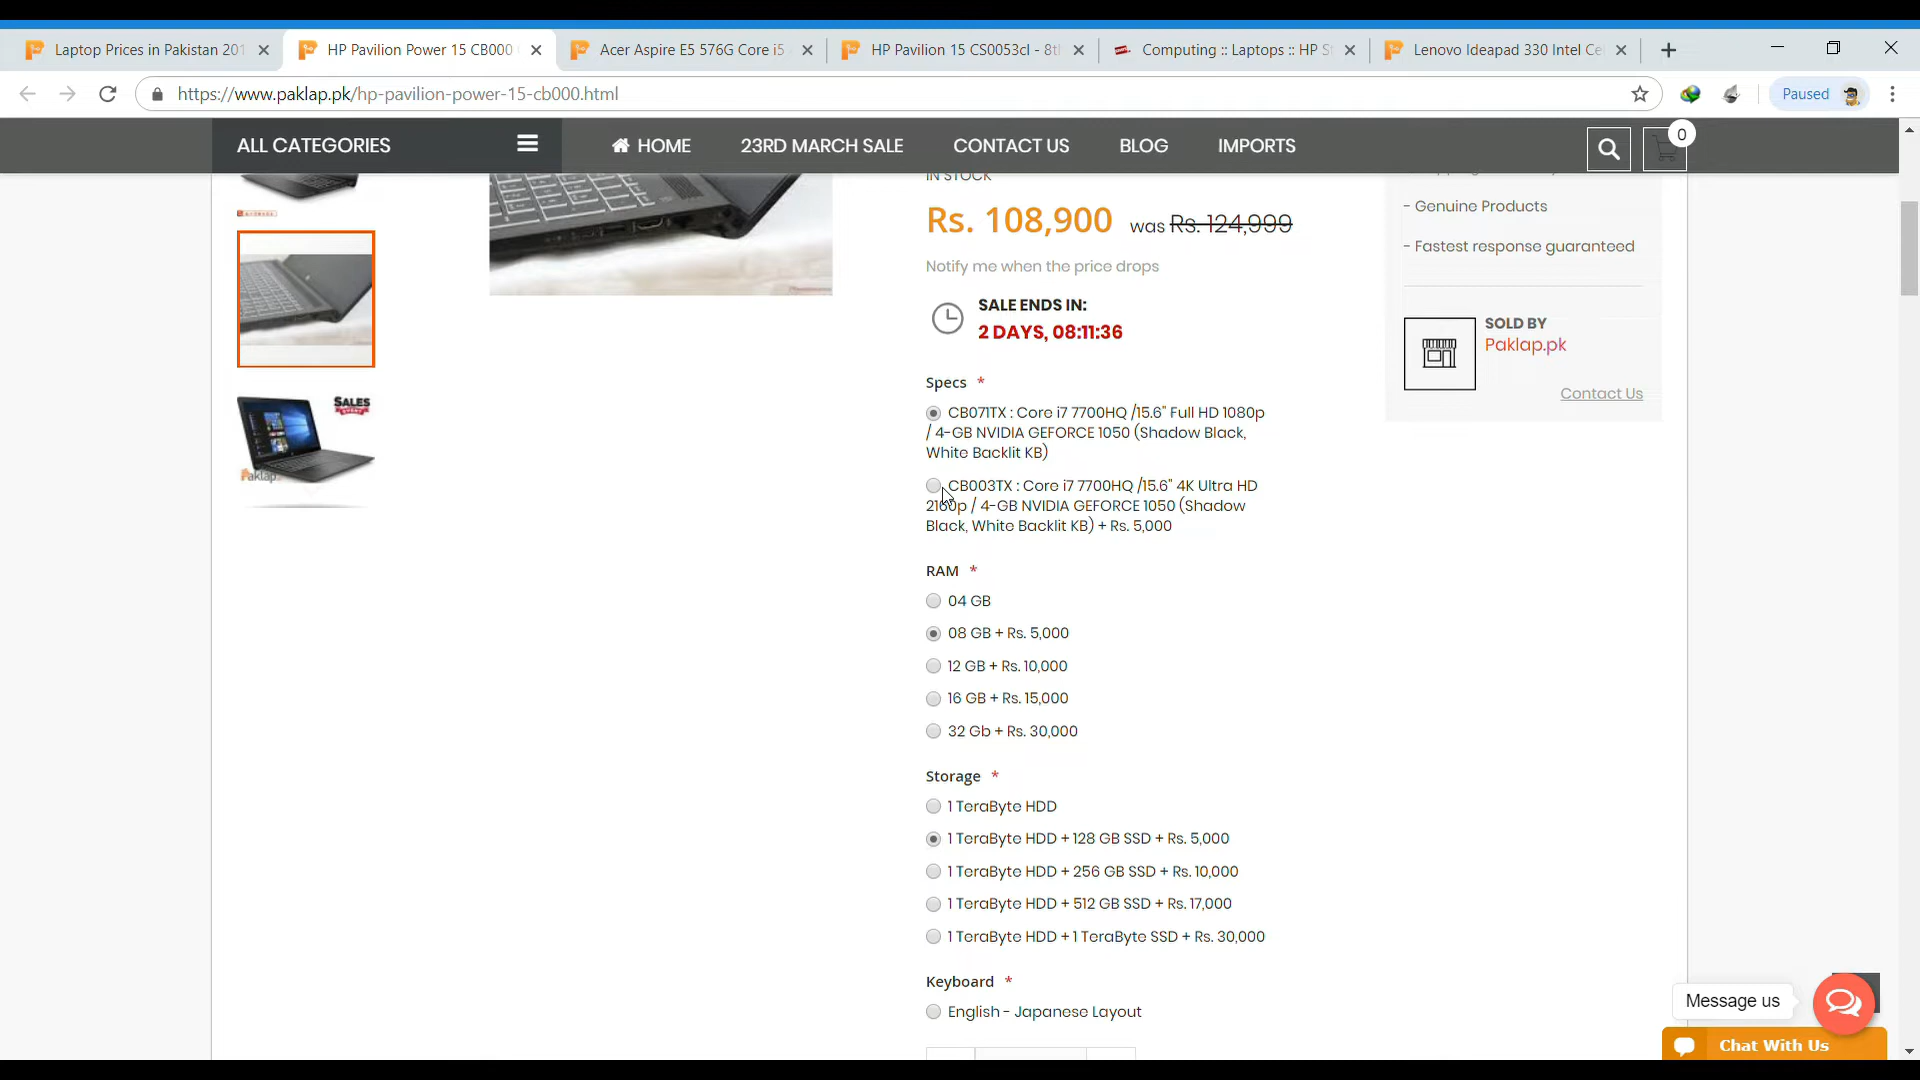 Laptop Prices in Pakistan 201
HP Pavilion Power 15 CB000
Acer Aspire E5 576G Core i5
HP Pavilion 15 CS0053cl - 8t
Computing :: Laptops :: HP S
Lenovo Ideapad 330 Intel Ce
https://www.paklap.pk/hp-pavilion-power-15-cb000.html
Paused
ALL CATEGORIES
HOME
23RD MARCH SALE
CONTACT US
BLOG
IMPORTS
0
IN STOCK
Rs. 108,900 was Rs. 124,999
Notify me when the price drops
SALE ENDS IN:
2 DAYS, 08:11:36
Specs *
CB071TX : Core i7 7700HQ /15.6" Full HD 1080p
/ 4-GB NVIDIA GEFORCE 1050 (Shadow Black,
White Backlit KB)
CB003TX : Core i7 7700HQ /15.6" 4K Ultra HD
2160p / 4-GB NVIDIA GEFORCE 1050 (Shadow
Black, White Backlit KB) + Rs. 5,000
RAM *
04 GB
08 GB + Rs. 5,000
12 GB + Rs. 10,000
16 GB + Rs. 15,000
32 Gb + Rs. 30,000
Storage *
1 TeraByte HDD
1 TeraByte HDD + 128 GB SSD + Rs. 5,000
1 TeraByte HDD + 256 GB SSD + Rs. 10,000
1 TeraByte HDD + 512 GB SSD + Rs. 17,000
1 TeraByte HDD + 1 TeraByte SSD + Rs. 30,000
Keyboard *
English - Japanese Layout
- Genuine Products
- Fastest response guaranteed
SOLD BY
Paklap.pk
Contact Us
SALES
Paklap
Message us
Chat With Us